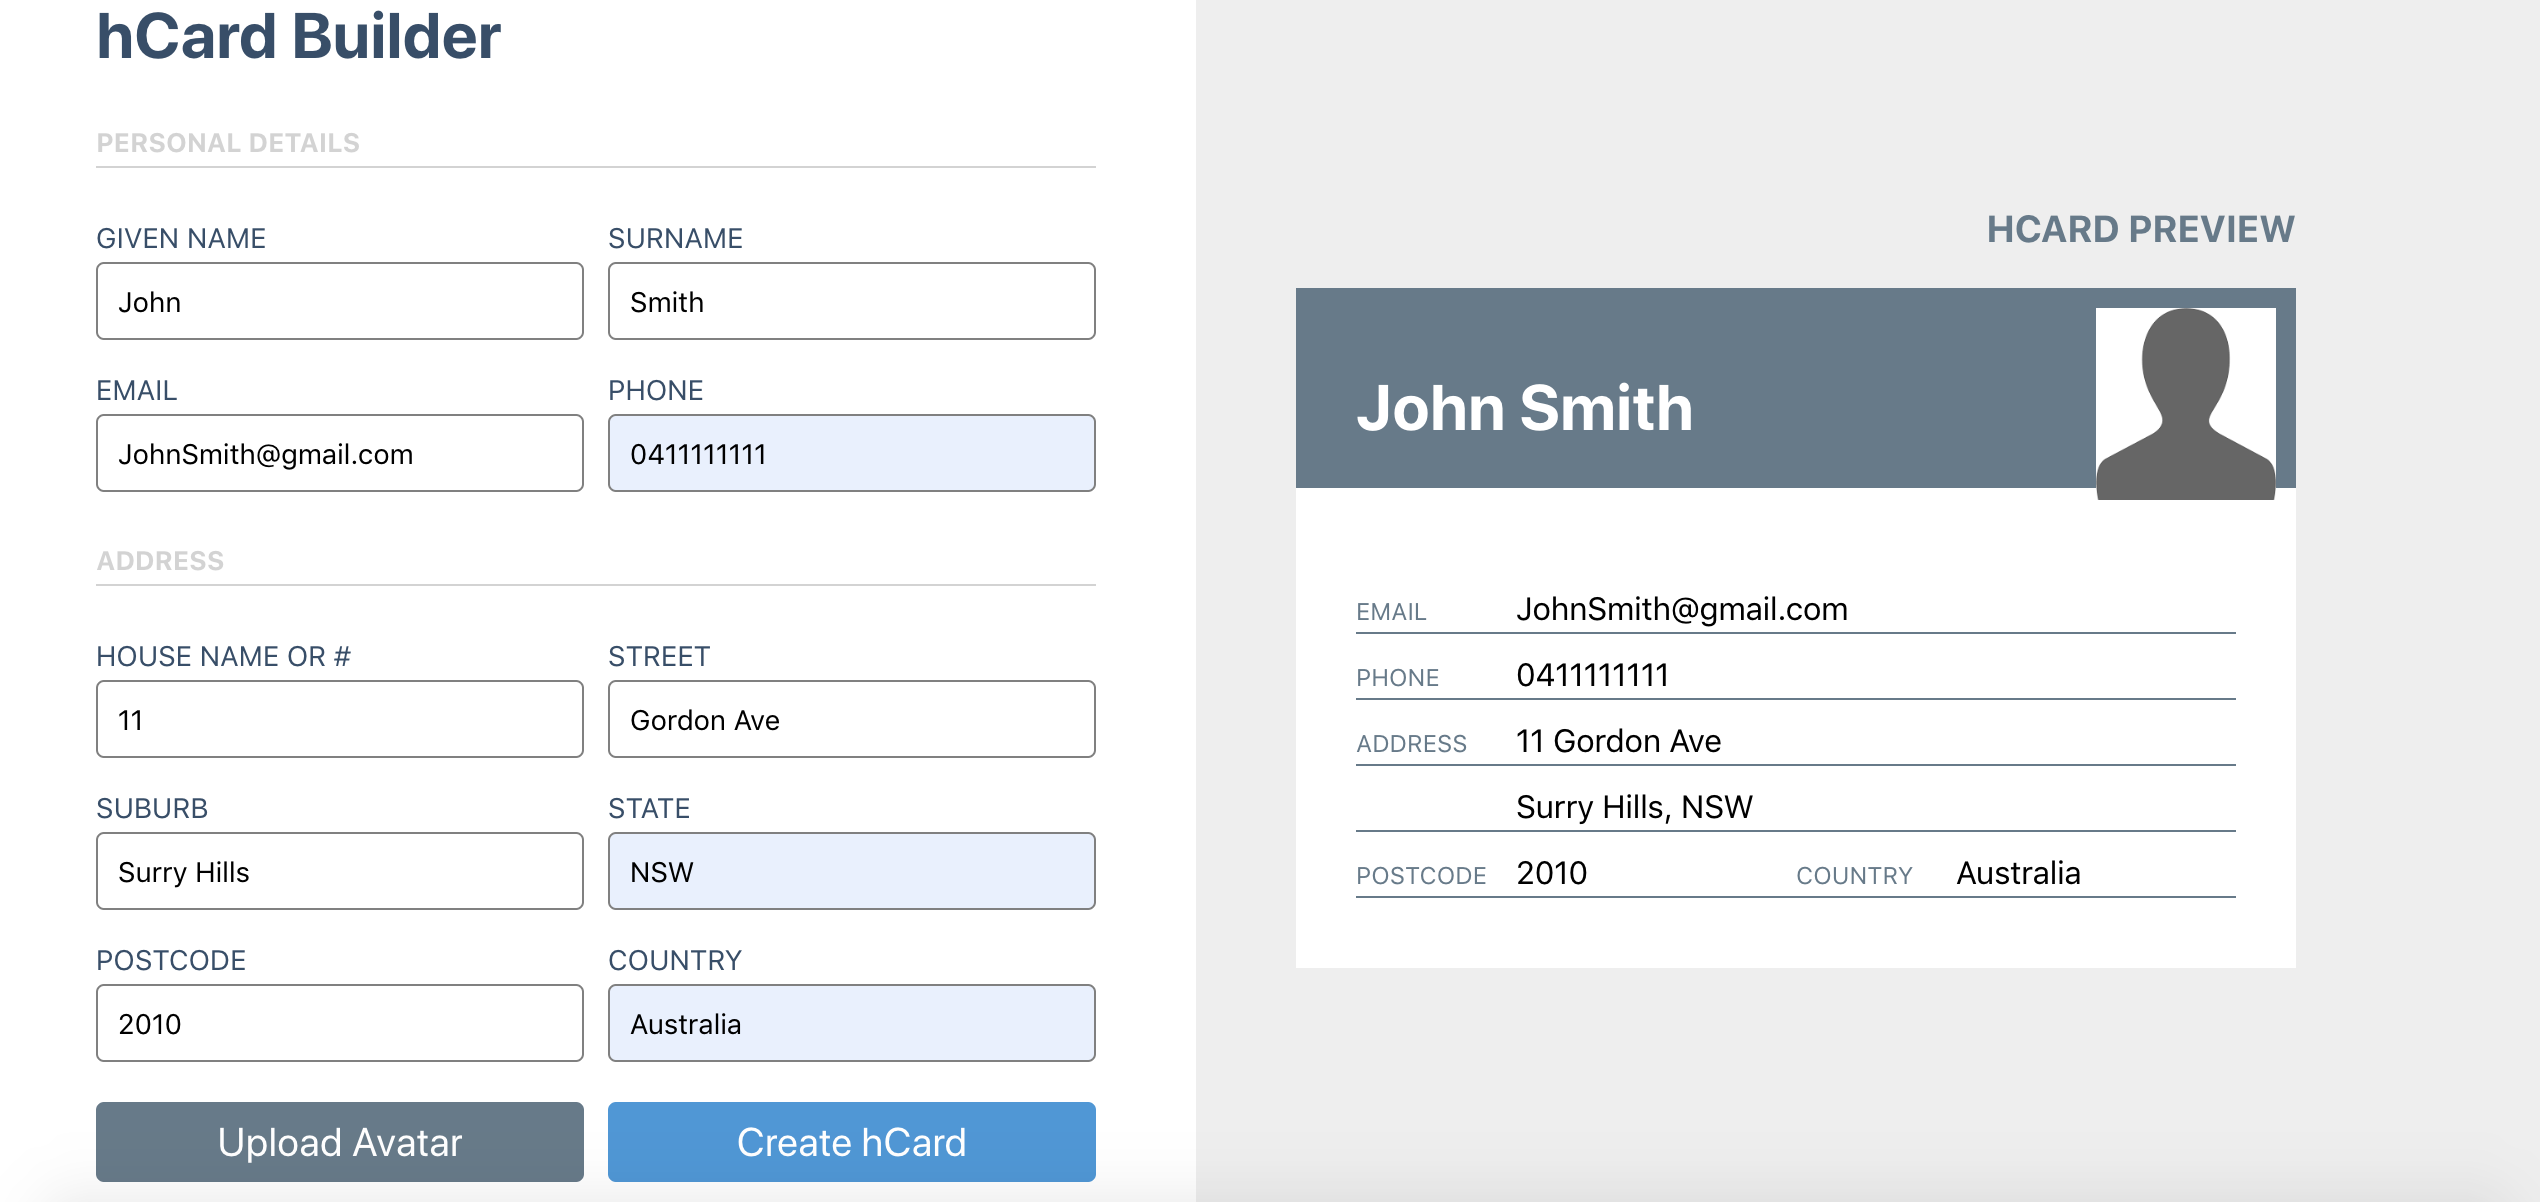 hCard Builder
PERSONAL DETAILS
GIVEN NAME
John
SURNAME
Smith
EMAIL
JohnSmith@gmail.com
PHONE
0411111111
ADDRESS
HOUSE NAME OR #
11
STREET
Gordon Ave
SUBURB
Surry Hills
STATE
NSW
POSTCODE
2010
COUNTRY
Australia
Upload Avatar
Create hCard
HCARD PREVIEW
John Smith
EMAIL JohnSmith@gmail.com
PHONE 0411111111
ADDRESS 11 Gordon Ave
Surry Hills, NSW
POSTCODE 2010 COUNTRY Australia